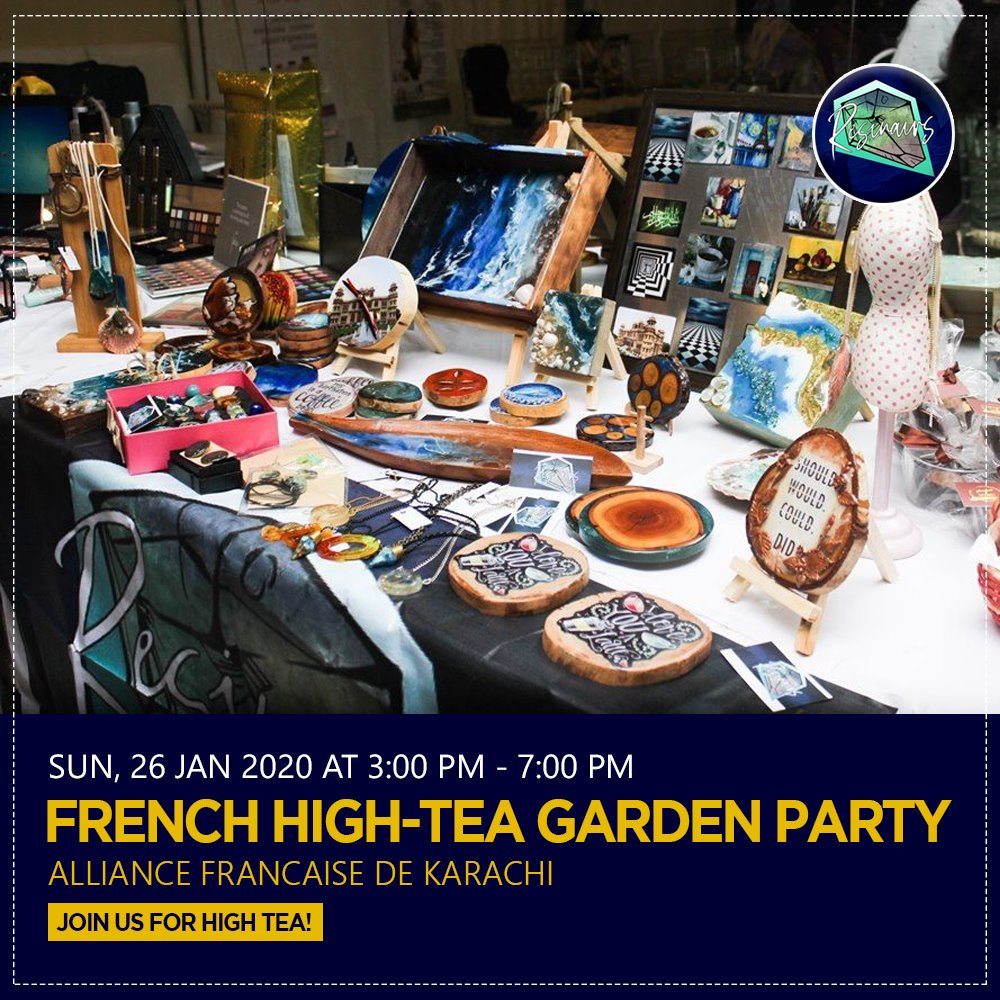 Resinairs
SHOULD.
WOULD.
COULD.
DID
SUN, 26 JAN 2020 AT 3:00 PM - 7:00 PM
FRENCH HIGH-TEA GARDEN PARTY
ALLIANCE FRANCAISE DE KARACHI
JOIN US FOR HIGH TEA!